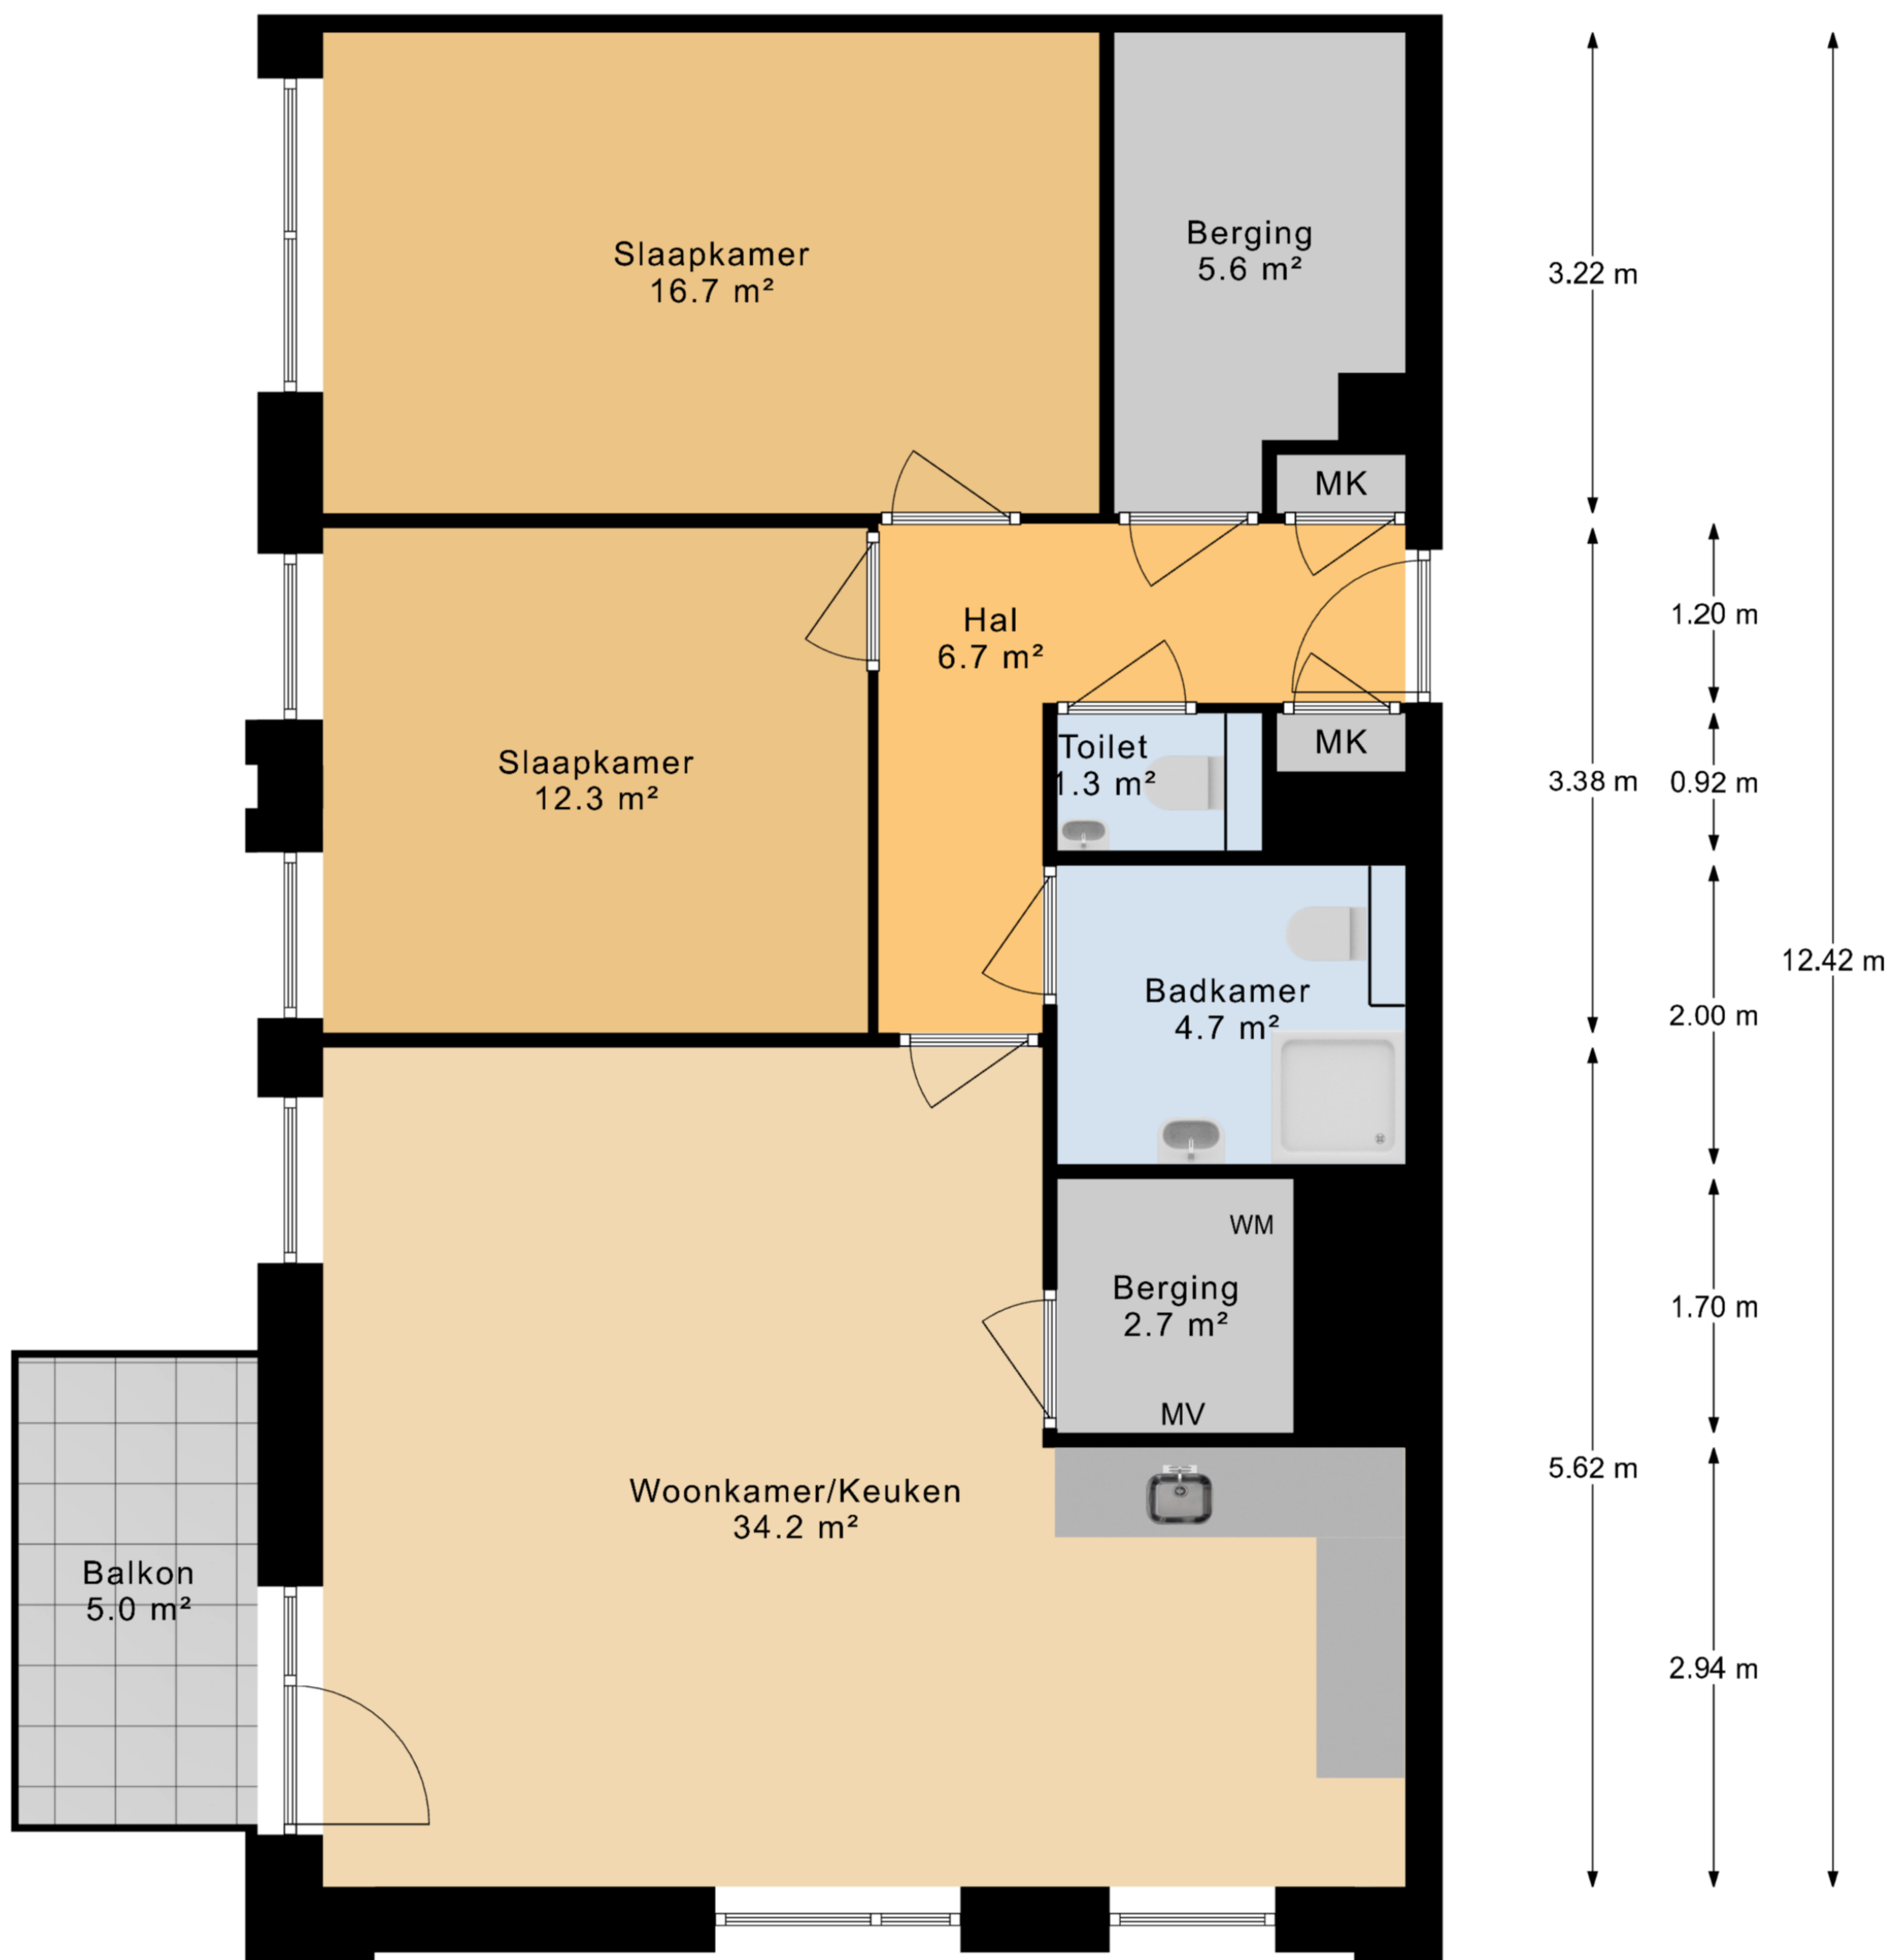 Slaapkamer
16.7 m²
Berging
5.6 m²
3.22 m
MK
Hal
6.7 m²
1.20 m
Slaapkamer
12.3 m²
Toilet
1.3 m²
MK
3.38 m
0.92 m
Badkamer
4.7 m²
2.00 m
12.42 m
WM
Berging
2.7 m²
MV
1.70 m
Woonkamer/Keuken
34.2 m²
5.62 m
Balkon
5.0 m²
2.94 m